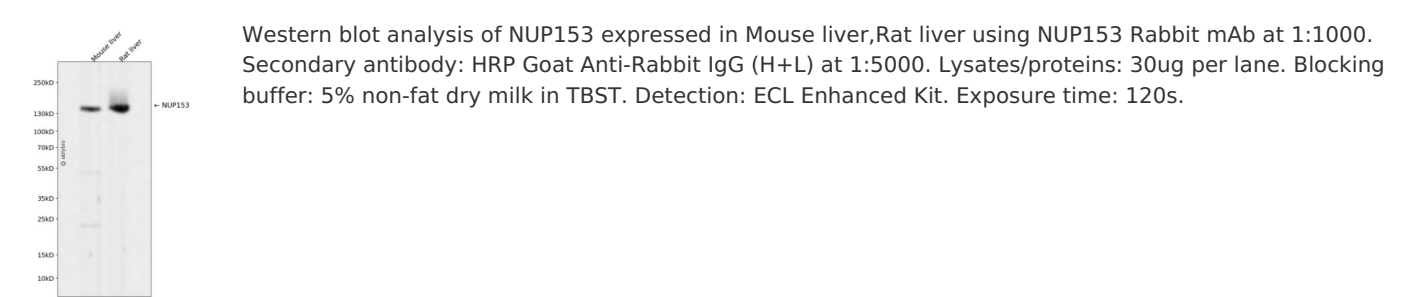 Mouse liver
Rat liver
Western blot analysis of NUP153 expressed in Mouse liver,Rat liver using NUP153 Rabbit mAb at 1:1000.
Secondary antibody: HRP Goat Anti-Rabbit IgG (H+L) at 1:5000. Lysates/proteins: 30ug per lane. Blocking
buffer: 5% non-fat dry milk in TBST. Detection: ECL Enhanced Kit. Exposure time: 120s.
250kD
← NUP153
130kD
100kD
70kD
55kD
35kD
25kD
15kD
10kD